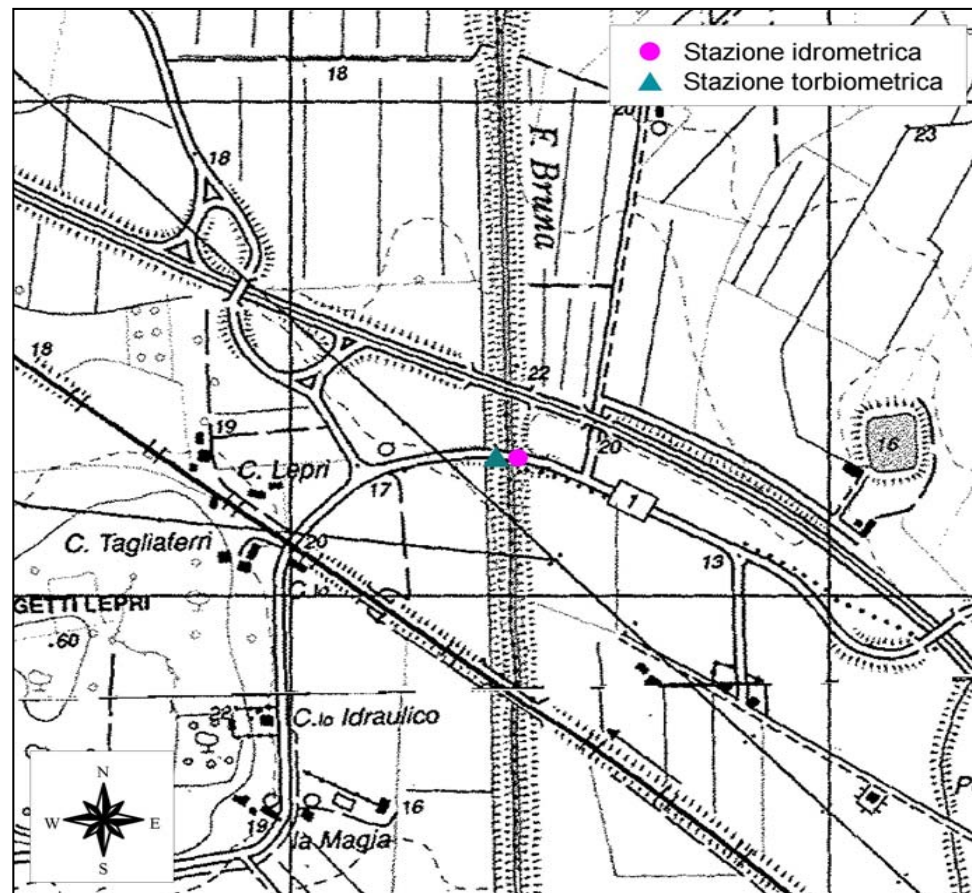 Stazione idrometrica
Stazione torbiometrica
18
20
23
18
F. Bruna
18
22
19
20
16
C. Lepri
17
1
C. Tagliaferri
20
13
C.lo
GETTI LEPRI
.60
22
C.lo Idraulico
N
W E
S
16
19
la Magia
P